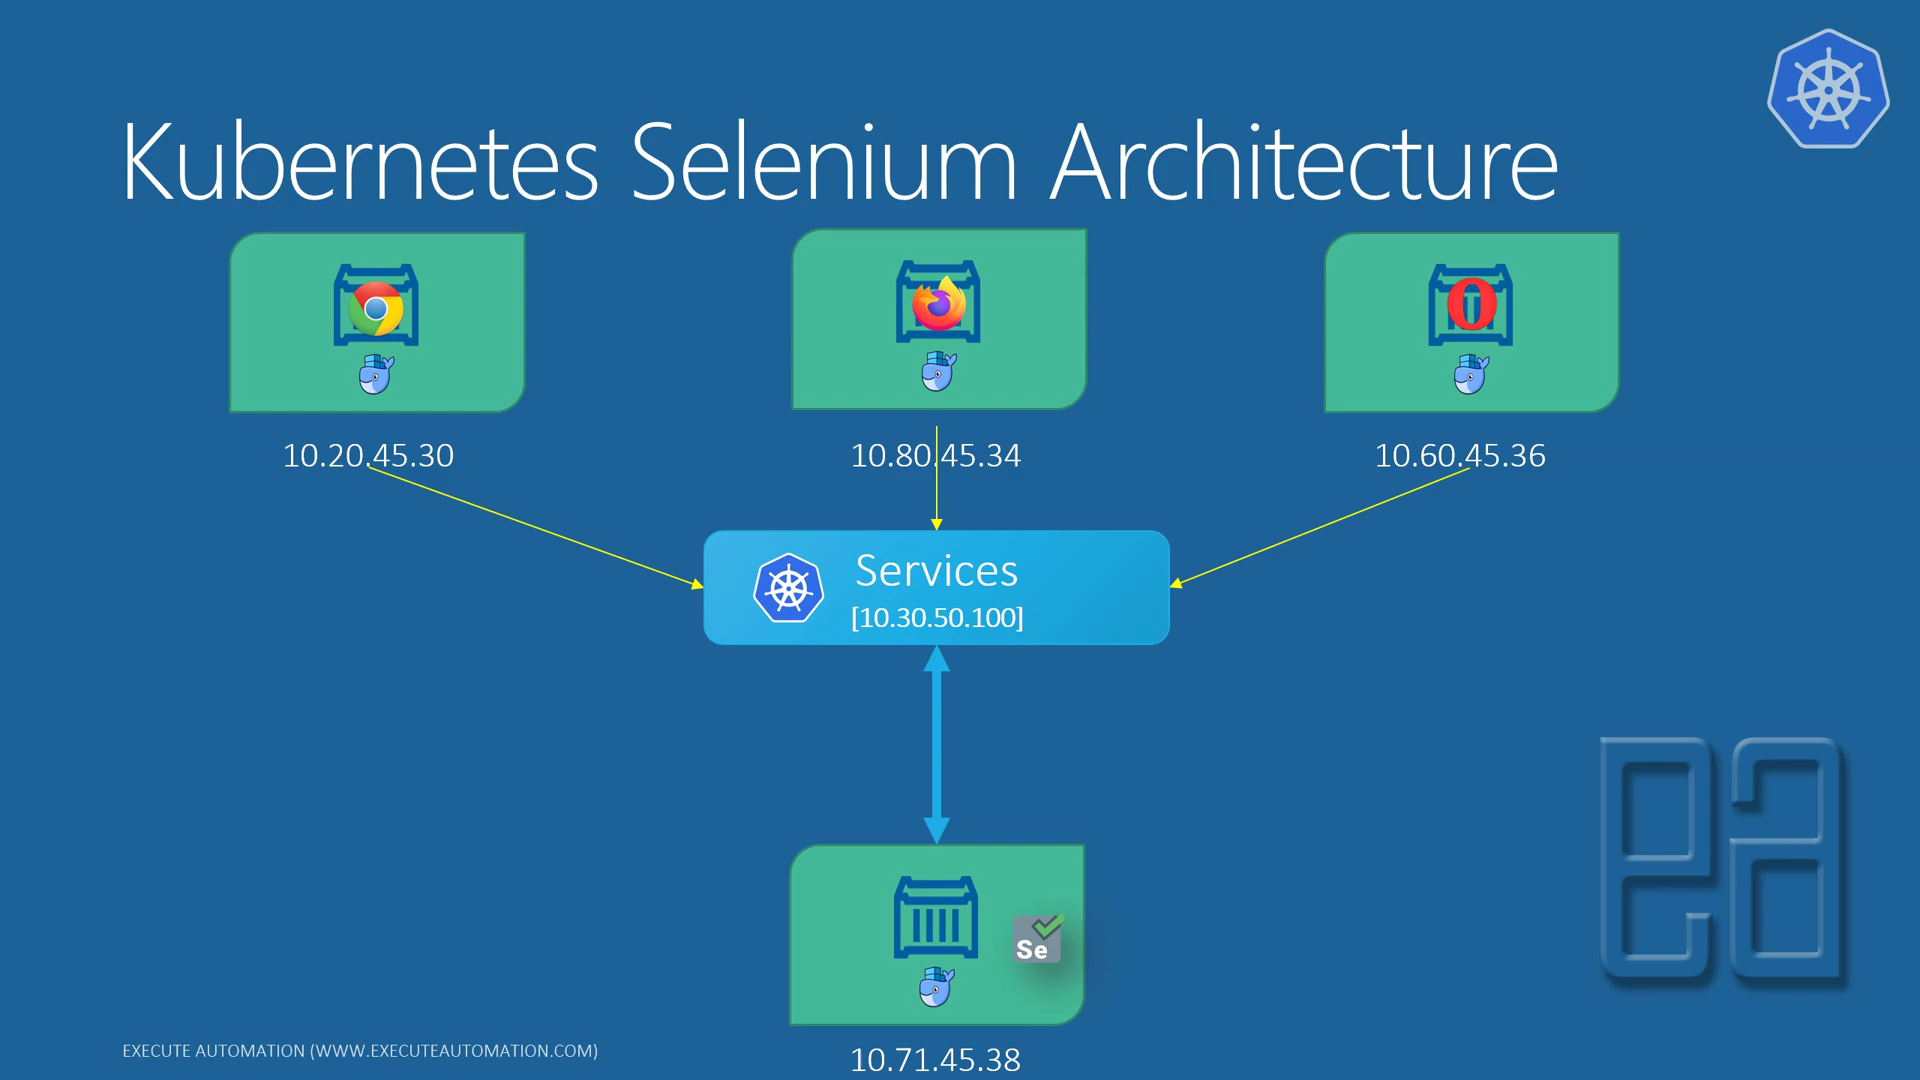 Kubernetes Selenium Architecture
10.20.45.30
10.80.45.34
10.60.45.36
Services
[10.30.50.100]
Se
10.71.45.38
EXECUTE AUTOMATION (WWW.EXECUTEAUTOMATION.COM)
ea